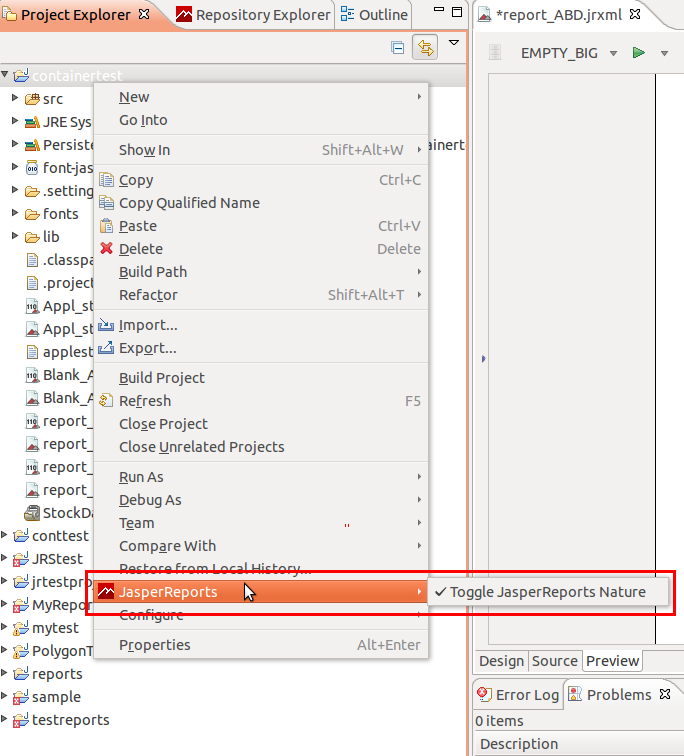 Project Explorer
Repository Explorer
Outline
*report_ABD.jrxml
EMPTY_BIG
containertest
src
JRE Sys
Persiste
ainert
font-jas
.setting
fonts
lib
.classpa
.project
Appl_st
Appl_st
applest
Blank_A
Blank_A
report_
report_
report_
report_
StockDa
conttest
JRStest
jrtestproj
MyRepor
mytest
PolygonT
reports
sample
testreports
New
Go Into
Show In Shift+Alt+W
Copy Ctrl+C
Copy Qualified Name
Paste Ctrl+V
Delete Delete
Build Path
Refactor Shift+Alt+T
Import...
Export...
Build Project
Refresh F5
Close Project
Close Unrelated Projects
Run As
Debug As
Team
Compare With
Restore from Local History...
JasperReports
Toggle JasperReports Nature
Configure
Properties Alt+Enter
Design Source Preview
Error Log
Problems
0 items
Description